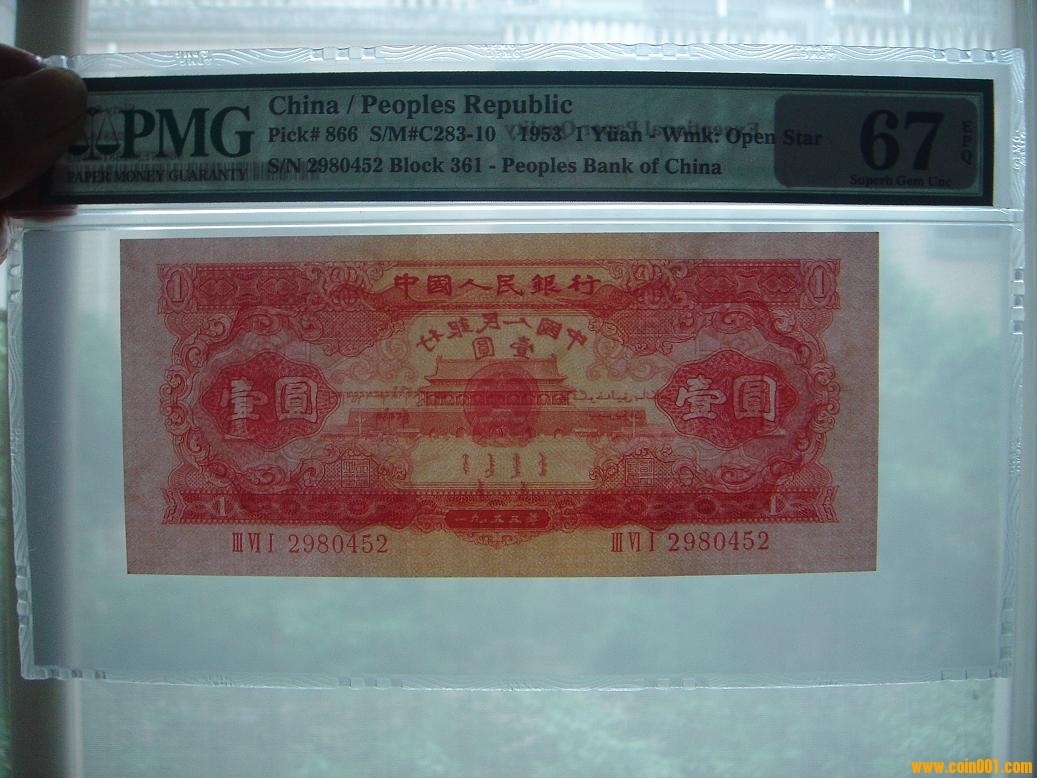 PMG
PAPER MONEY GUARANTY
China / Peoples Republic
Pick# 866 S/M#C283-10 1953 1 Yüan - Wmk: Open Star
S/N 2980452 Block 361 - Peoples Bank of China
67
EPQ
Superb Gem Unc
1 中國人民銀行 1
中國人民銀行
壹圓
壹圓 壹圓
1 一九五三年 1
ⅢⅥⅠ 2980452 ⅢⅥⅠ 2980452
www.coin001.com